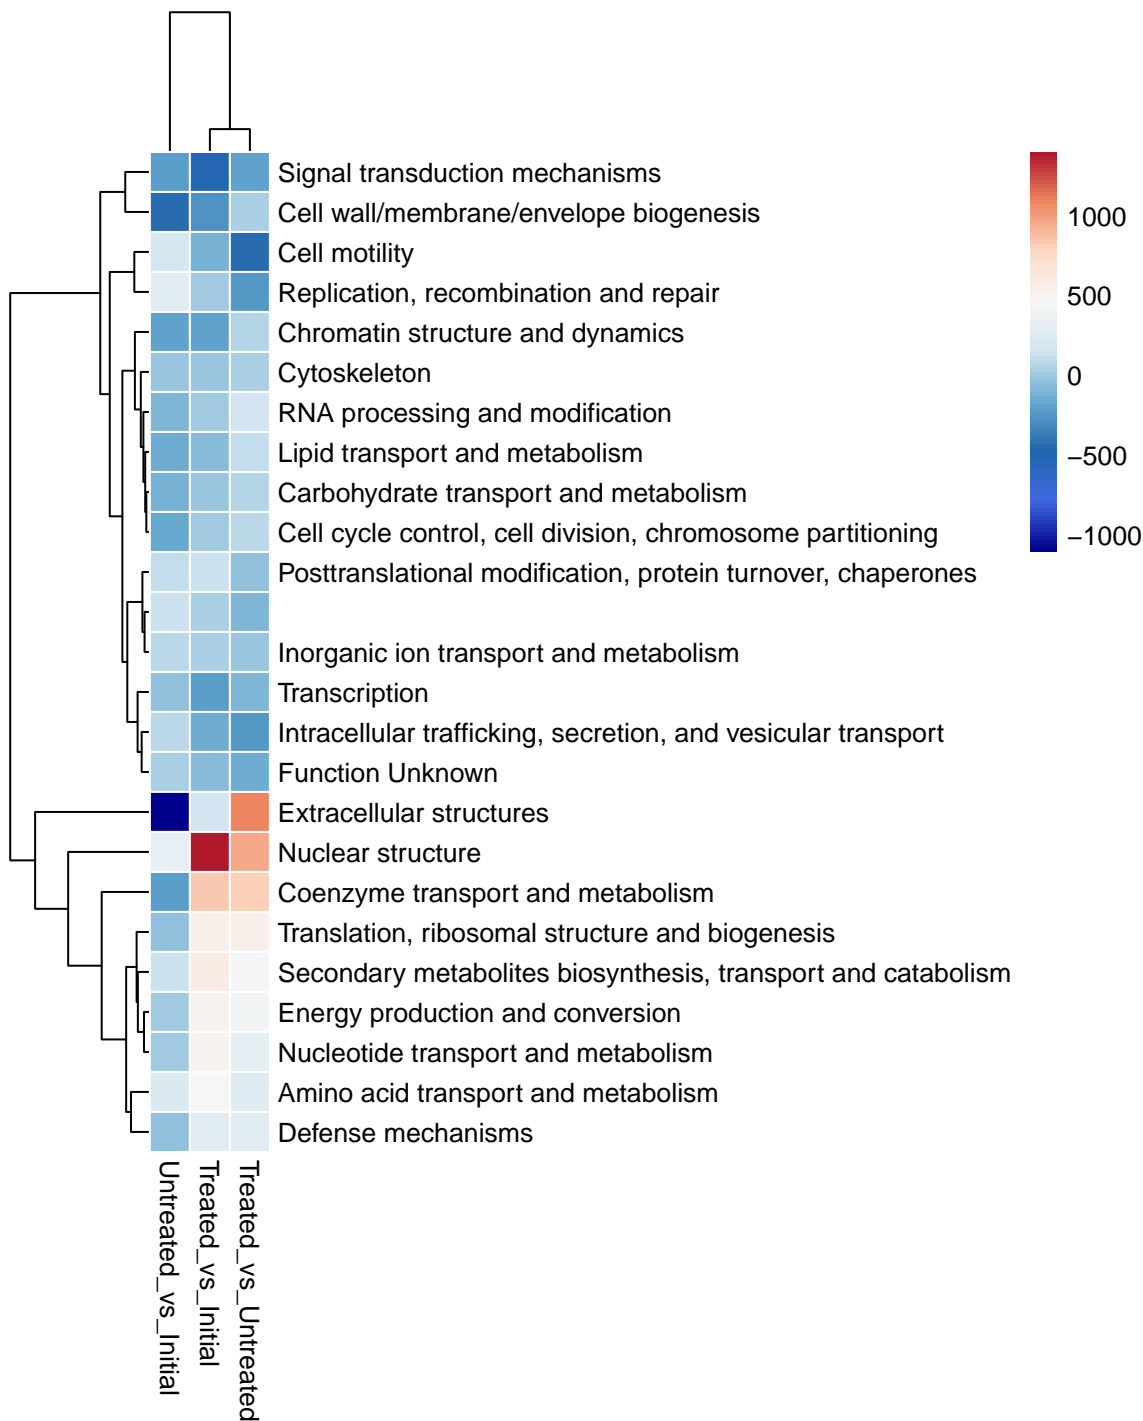 Signal transduction mechanisms
Cell wall/membrane/envelope biogenesis
Cell motility
Replication, recombination and repair
Chromatin structure and dynamics
Cytoskeleton
RNA processing and modification
Lipid transport and metabolism
Carbohydrate transport and metabolism
Cell cycle control, cell division, chromosome partitioning
Posttranslational modification, protein turnover, chaperones
Inorganic ion transport and metabolism
Transcription
Intracellular trafficking, secretion, and vesicular transport
Function Unknown
Extracellular structures
Nuclear structure
Coenzyme transport and metabolism
Translation, ribosomal structure and biogenesis
Secondary metabolites biosynthesis, transport and catabolism
Energy production and conversion
Nucleotide transport and metabolism
Amino acid transport and metabolism
Defense mechanisms
Untreated_vs_Initial
Treated_vs_Initial
Treated_vs_Untreated
1000
500
0
−500
−1000